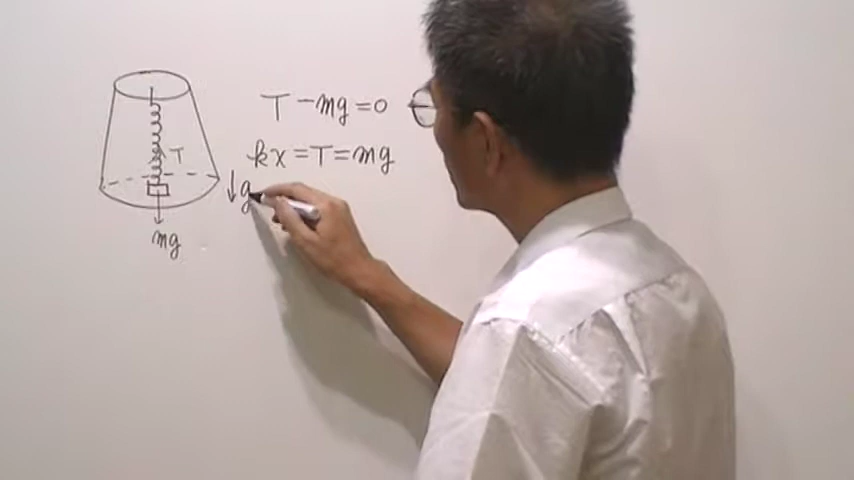 T - mg = 0
kx = T = mg
T
↓ g
mg